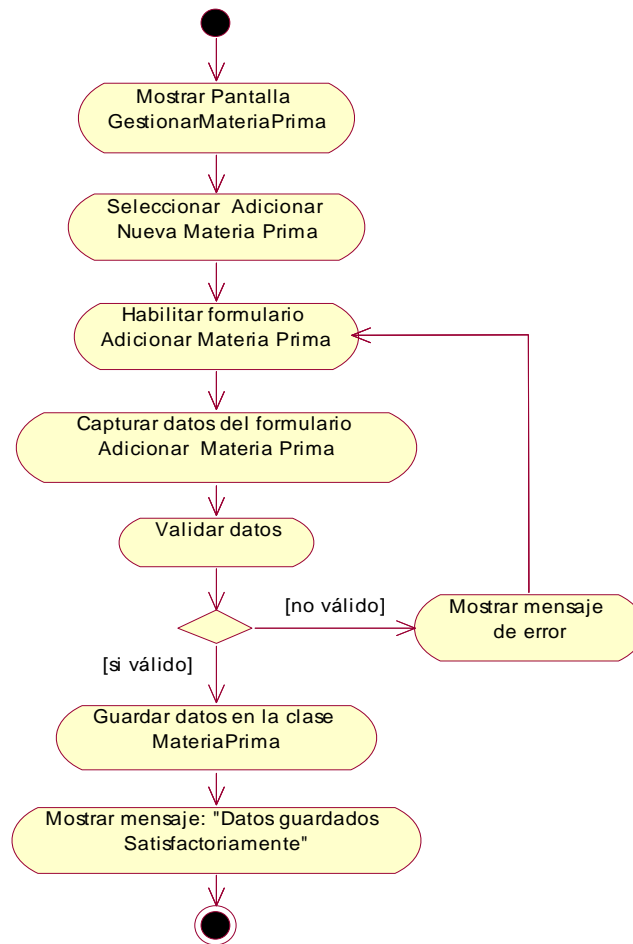 Mostrar Pantalla
GestionarMateriaPrima
Seleccionar Adicionar
Nueva Materia Prima
Habilitar formulario
Adicionar Materia Prima
Capturar datos del formulario
Adicionar Materia Prima
Validar datos
[no válido]
Mostrar mensaje
de error
[si válido]
Guardar datos en la clase
MateriaPrima
Mostrar mensaje: "Datos guardados
Satisfactoriamente"